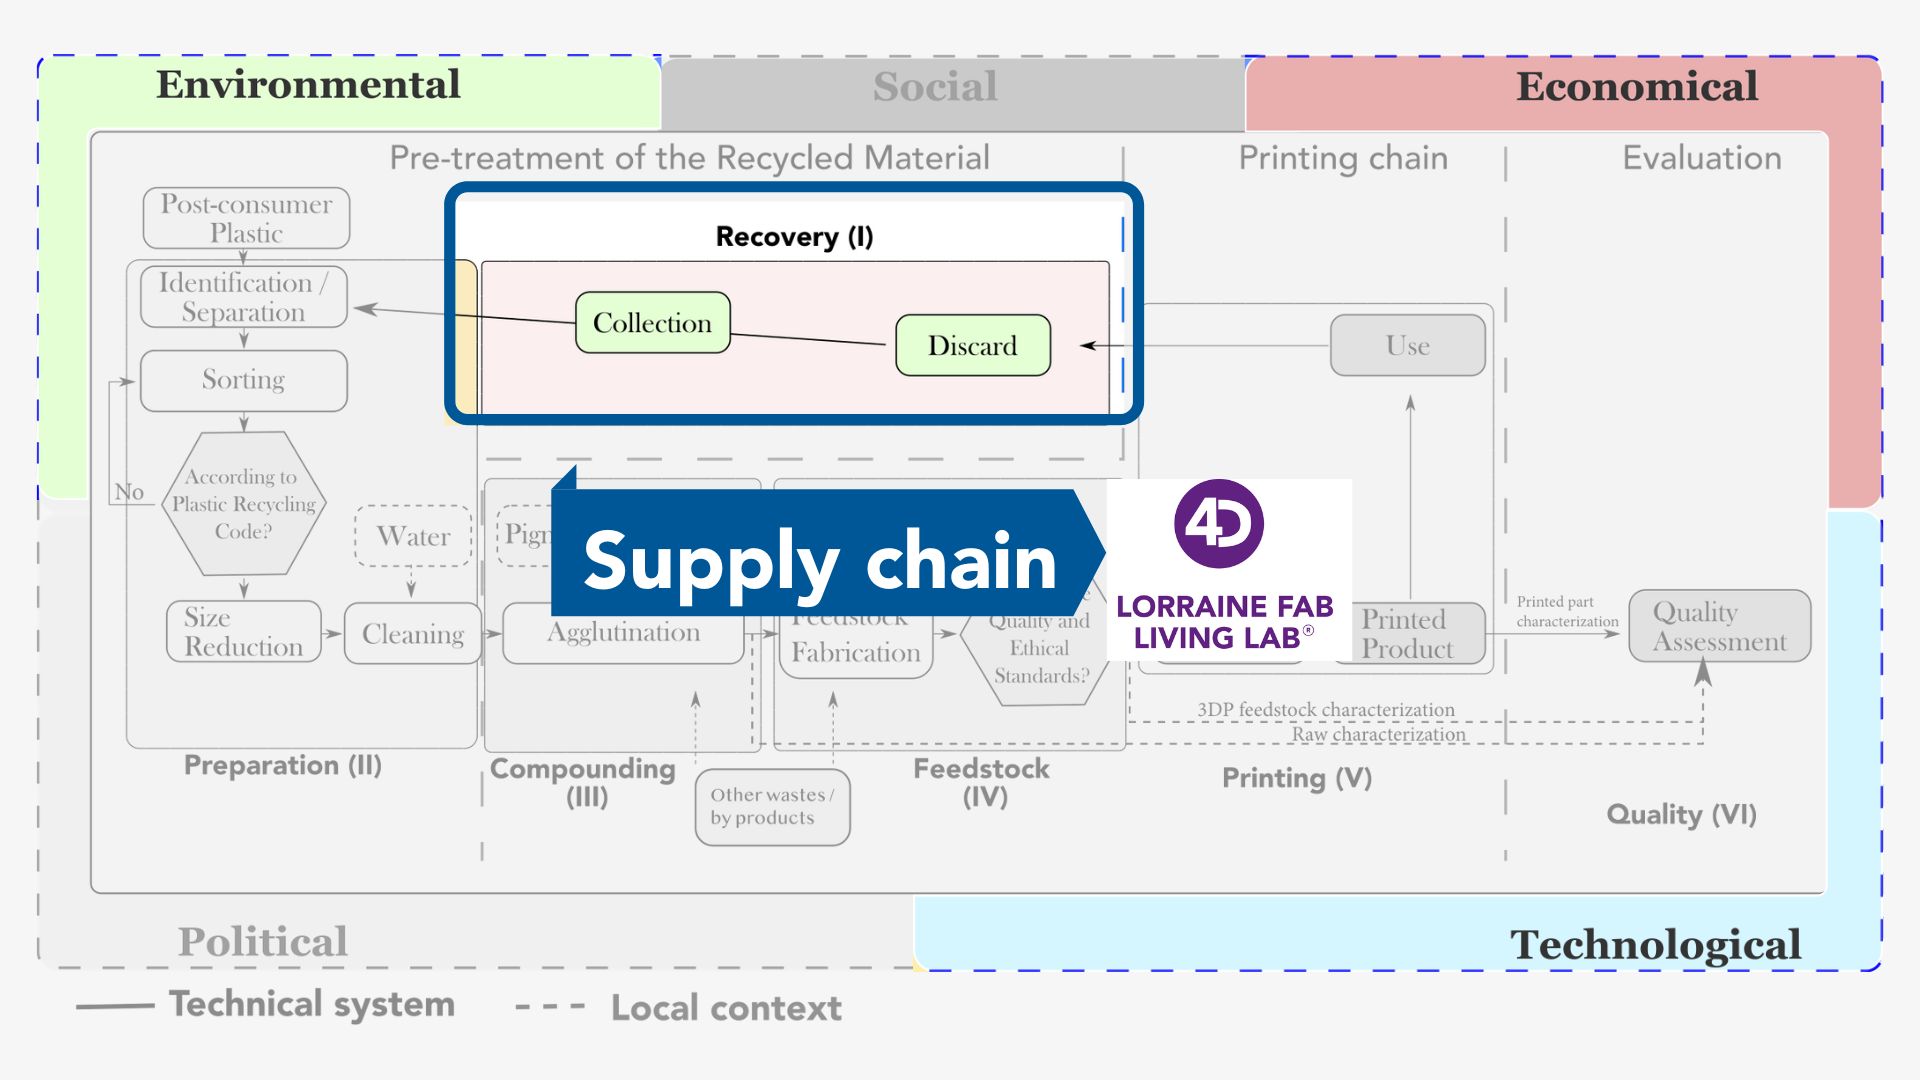 Environmental
Social
Economical
Pre-treatment of the Recycled Material
Printing chain
Evaluation
Post-consumer
Plastic
Recovery (I)
Identification /
Separation
Collection
Discard
Use
Sorting
According to
Plastic Recycling
Code?
No
Water
Supply chain
4D
LORRAINE FAB
LIVING LAB®
Size
Reduction
Cleaning
Agglutination
Feedstock
Fabrication
Quality and
Ethical
Standards?
Printed
Product
Printed part
characterization
Quality
Assessment
3DP feedstock characterization
Raw characterization
Preparation (II)
Compounding
(III)
Feedstock
(IV)
Printing (V)
Other wastes /
by products
Quality (VI)
Political
Technological
Technical system
Local context